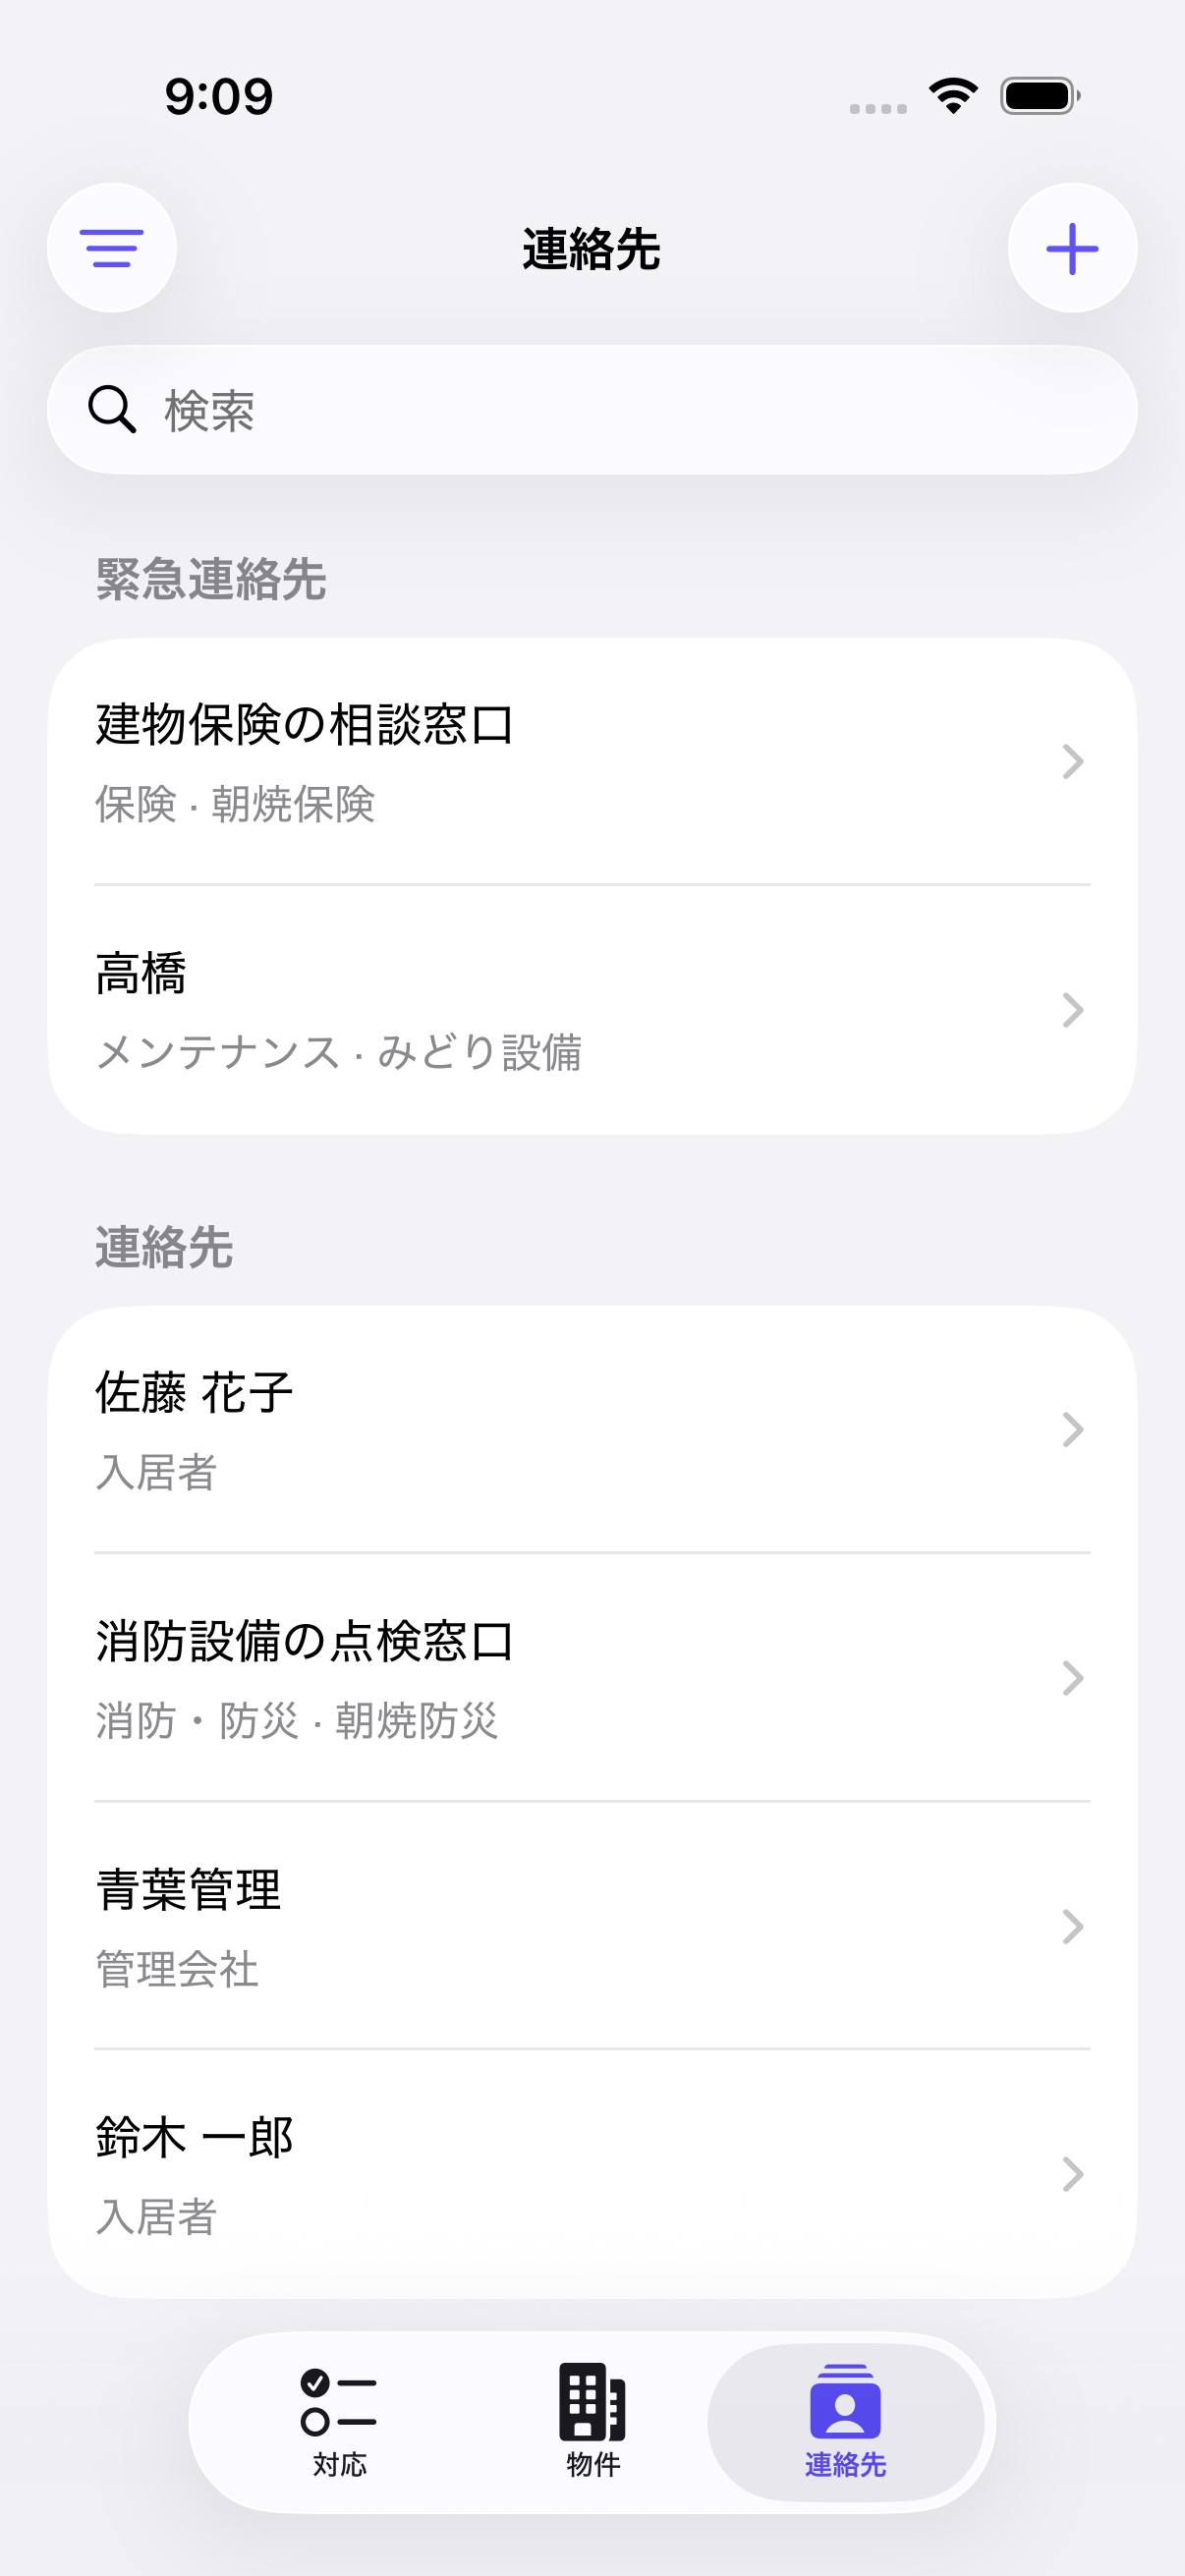 9:09
連絡先
検索
緊急連絡先
建物保険の相談窓口
保険 · 朝焼保険
高橋
メンテナンス · みどり設備
連絡先
佐藤 花子
入居者
消防設備の点検窓口
消防・防災 · 朝焼防災
青葉管理
管理会社
鈴木 一郎
入居者
対応
物件
連絡先